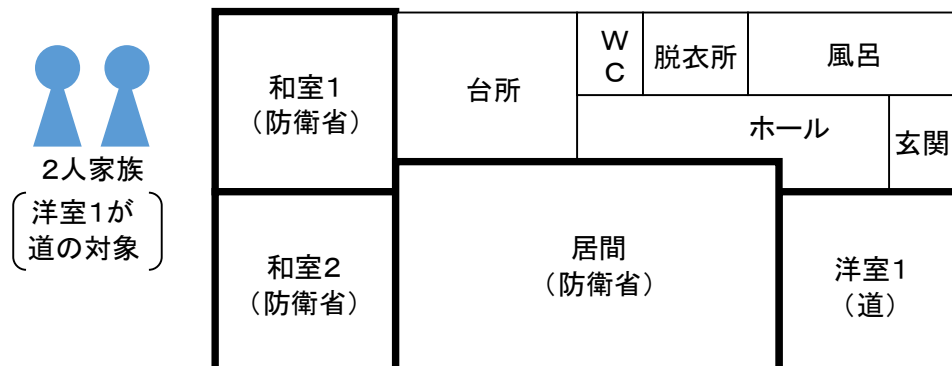 2人家族
洋室1が
道の対象
和室1
(防衛省)
台所
WC
脱衣所
風呂
ホール
玄関
和室2
(防衛省)
居間
(防衛省)
洋室1
(道)